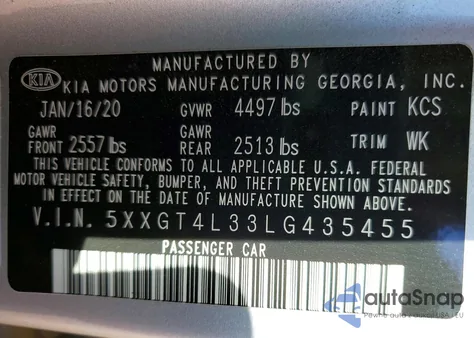 MANUFACTURED BY
KIA KIA MOTORS MANUFACTURING GEORGIA, INC.
JAN/16/20 GVWR 4497 lbs PAINT KCS
GAWR FRONT 2557 lbs GAWR REAR 2513 lbs TRIM WK
THIS VEHICLE CONFORMS TO ALL APPLICABLE U.S.A. FEDERAL
MOTOR VEHICLE SAFETY, BUMPER, AND THEFT PREVENTION STANDARDS
IN EFFECT ON THE DATE OF MANUFACTURE SHOWN ABOVE.
V.I.N. 5XXGT4L33LG435455
PASSENGER CAR
autaSnap